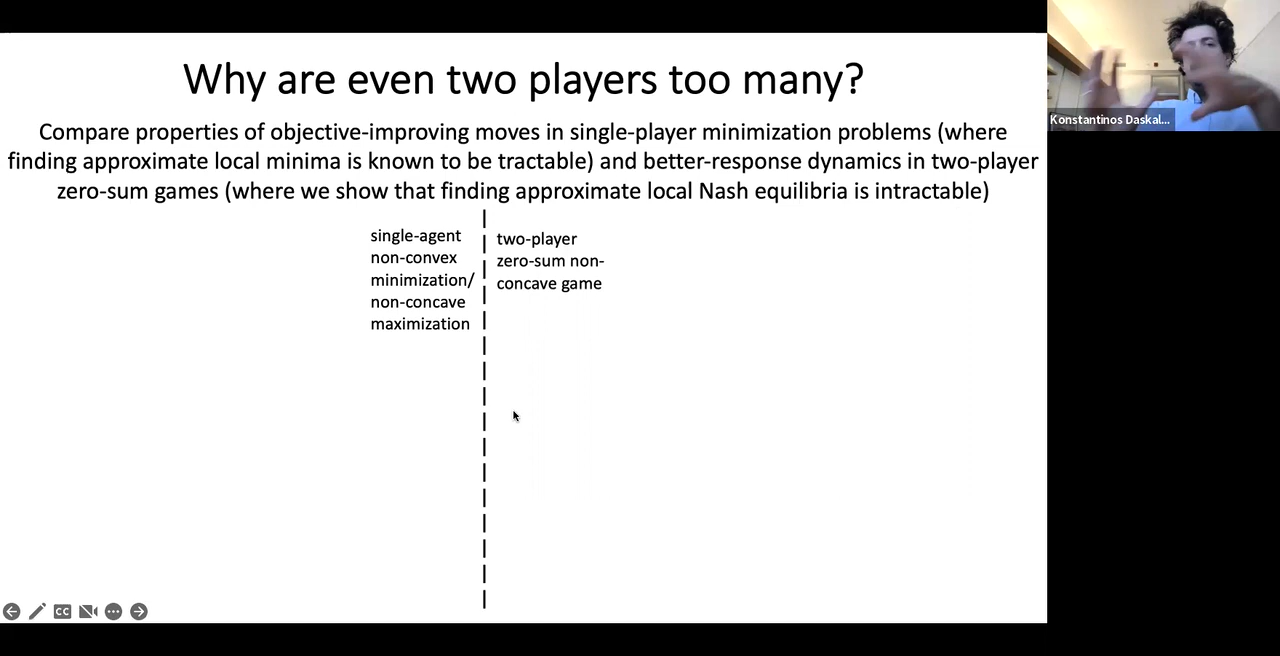 Why are even two players too many?
Compare properties of objective-improving moves in single-player minimization problems (where
finding approximate local minima is known to be tractable) and better-response dynamics in two-player
zero-sum games (where we show that finding approximate local Nash equilibria is intractable)
single-agent
non-convex
minimization/
non-concave
maximization
two-player
zero-sum non-
concave game
Konstantinos Daskal...
CC